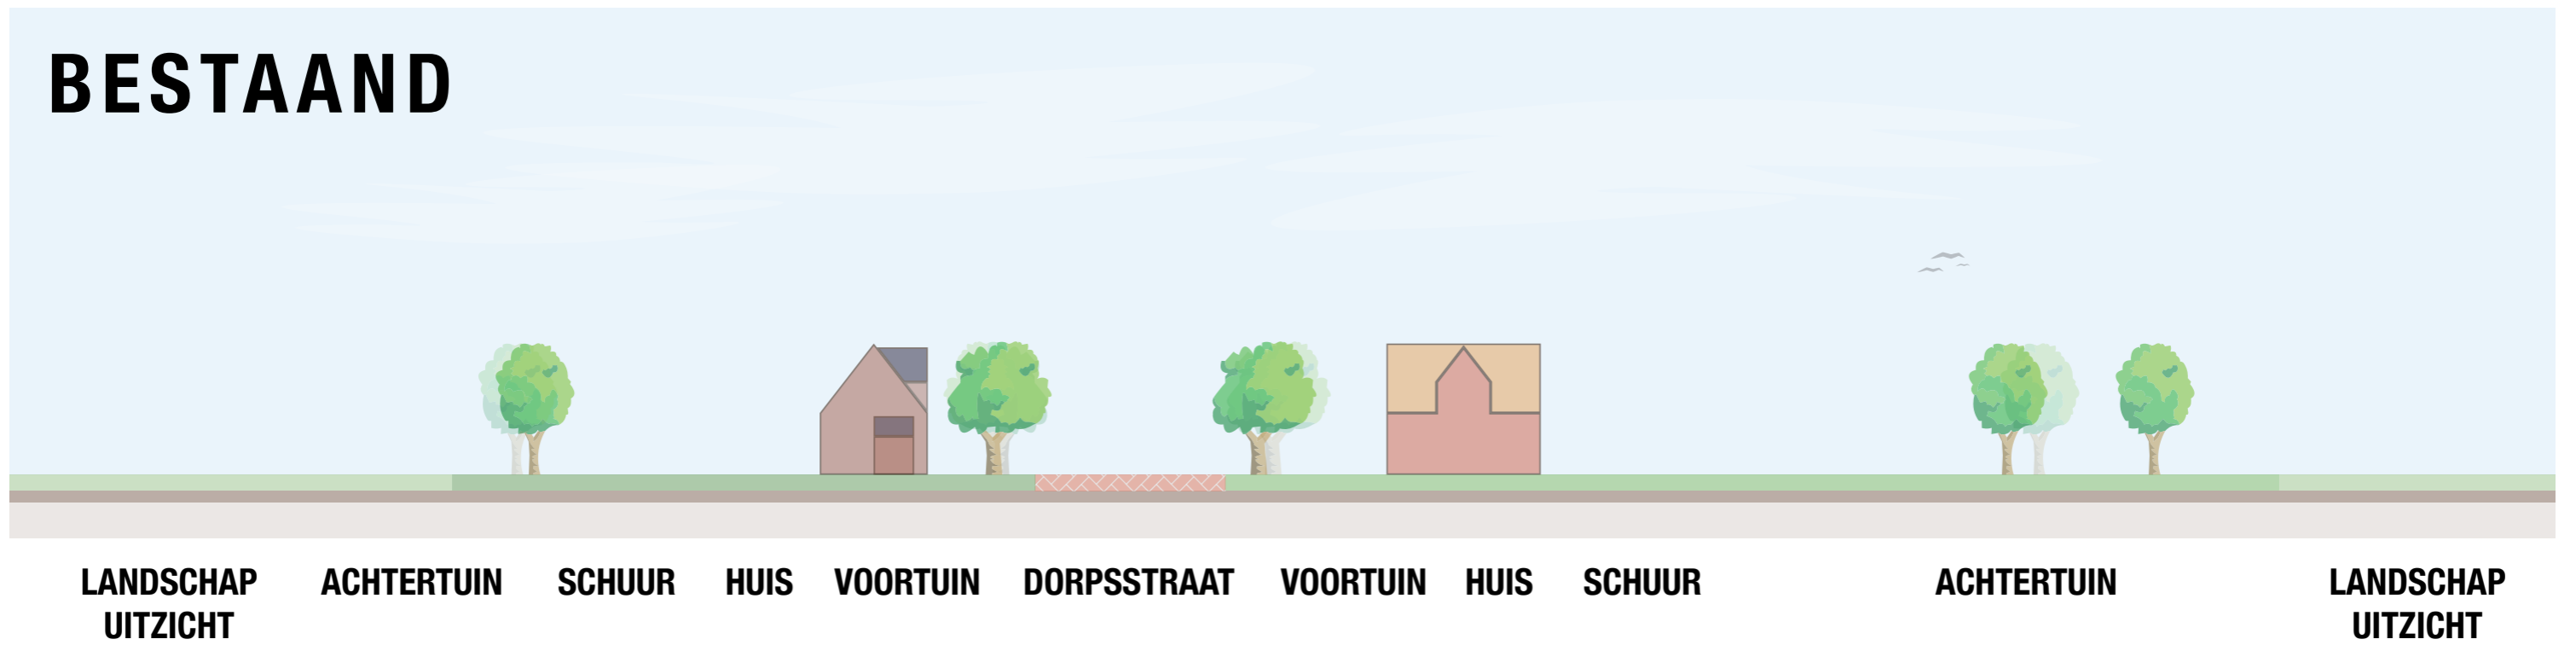 BESTAAND
LANDSCHAP
UITZICHT
ACHTERTUIN
SCHUUR
HUIS
VOORTUIN
DORPSSTRAAT
VOORTUIN
HUIS
SCHUUR
ACHTERTUIN
LANDSCHAP
UITZICHT